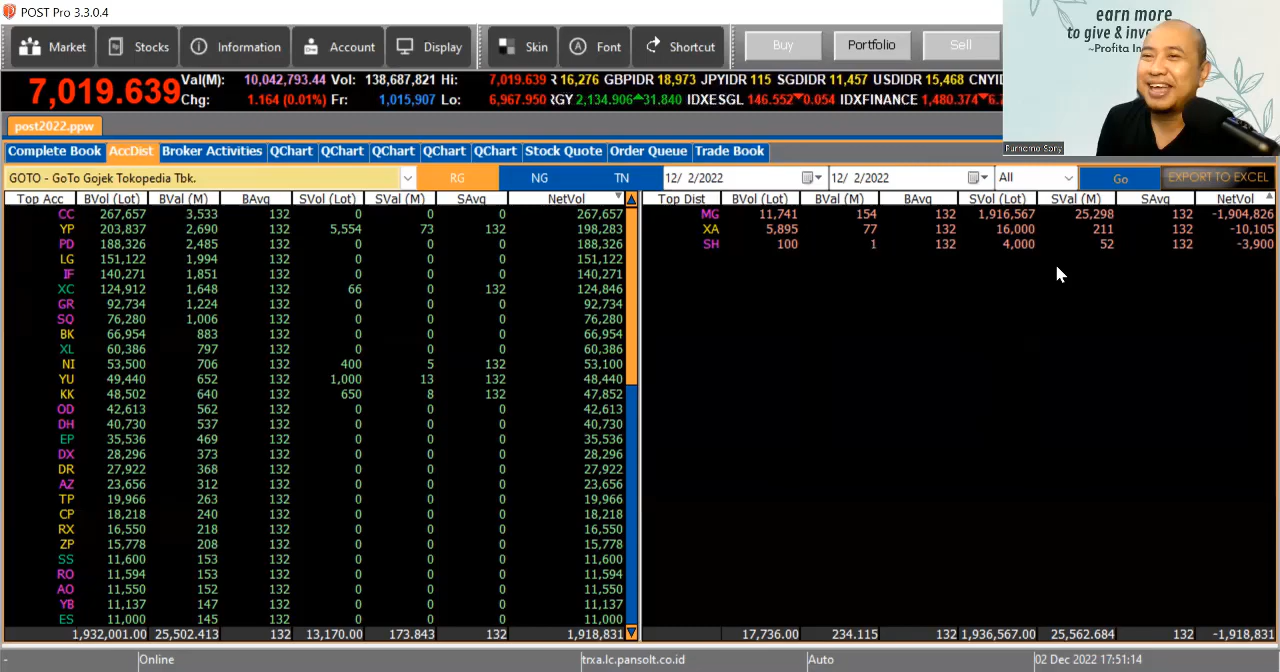 POST Pro 3.3.0.4
Market Stocks Information Account Display Skin Font Shortcut Buy Portfolio Sell
earn more
to give & inve
~Profita In
7,019.639 Val(M): 10,042,793.44 Vol: 138,687,821 Hi: 7,019.639 16,276 GBPIDR 18,973 JPYIDR 115 SGDIDR 11,457 USDIDR 15,468 CNYID
Chg: 1.164 (0.01%) Fr: 1,015,907 Lo: 6,967.950 RGY 2,134.906 31,840 IDXESGL 146.552 0.054 IDXFINANCE 1,480.374 6.7
post2022.ppw
Purnomo Sony
Complete Book AccDist Broker Activities QChart QChart QChart QChart QChart Stock Quote Order Queue Trade Book
GOTO - GoTo Gojek Tokopedia Tbk. RG NG TN 12/ 2/2022 12/ 2/2022 All Go EXPORT TO EXCEL
Top Acc BVol (Lot) BVal (M) BAvg SVol (Lot) SVal (M) SAvg NetVol Top Dist BVol (Lot) BVal (M) BAvg SVol (Lot) SVal (M) SAvg NetVol
CC 267,657 3,533 132 0 0 0 267,657 MG 11,741 154 132 1,916,567 25,298 132 -1,904,826
YP 203,837 2,690 132 5,554 73 132 198,283 XA 5,895 77 132 16,000 211 132 -10,105
PD 188,326 2,485 132 0 0 0 188,326 SH 100 1 132 4,000 52 132 -3,900
LG 151,122 1,994 132 0 0 0 151,122
IF 140,271 1,851 132 0 0 0 140,271
XC 124,912 1,648 132 66 0 132 124,846
GR 92,734 1,224 132 0 0 0 92,734
SQ 76,280 1,006 132 0 0 0 76,280
BK 66,954 883 132 0 0 0 66,954
XL 60,386 797 132 0 0 0 60,386
NI 53,500 706 132 400 5 132 53,100
YU 49,440 652 132 1,000 13 132 48,440
KK 48,502 640 132 650 8 132 47,852
OD 42,613 562 132 0 0 0 42,613
DH 40,730 537 132 0 0 0 40,730
EP 35,536 469 132 0 0 0 35,536
DX 28,296 373 132 0 0 0 28,296
DR 27,922 368 132 0 0 0 27,922
AZ 23,656 312 132 0 0 0 23,656
TP 19,966 263 132 0 0 0 19,966
CP 18,218 240 132 0 0 0 18,218
RX 16,550 218 132 0 0 0 16,550
ZP 15,778 208 132 0 0 0 15,778
SS 11,600 153 132 0 0 0 11,600
RO 11,594 153 132 0 0 0 11,594
AO 11,550 152 132 0 0 0 11,550
YB 11,137 147 132 0 0 0 11,137
ES 11,000 145 132 0 0 0 11,000
1,932,001.00 25,502.413 132 13,170.00 173.843 132 1,918,831 17,736.00 234.115 132 1,936,567.00 25,562.684 132 -1,918,831
- Online trxa.lc.pansolt.co.id Auto 02 Dec 2022 17:51:14